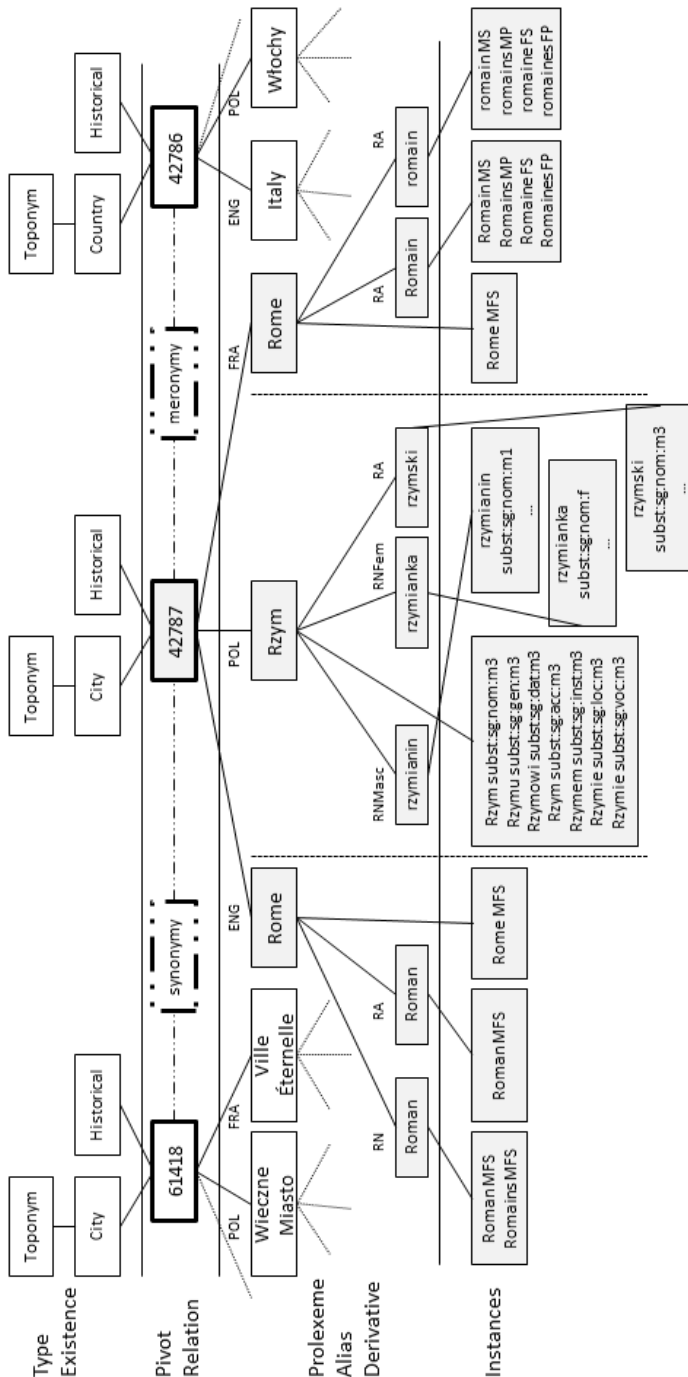 Type
Existence
Toponym
City
Historical
Toponym
City
Historical
Toponym
Country
Historical
Pivot
Relation
61418
synonymy
42787
meronymy
42786
POL
FRA
ENG
POL
FRA
ENG
POL
Prolexeme
Alias
Derivative
Wieczne
Miasto
Ville
Éternelle
Rome
Rzym
Rome
Italy
Włochy
RN
RA
RNMasc
RNFem
RA
RA
RA
Roman
Roman
rzymianin
rzymianka
rzymski
Romain
romain
Instances
Roman MFS
Romains MFS
Roman MFS
Rome MFS
Rzym subst:sg:nom:m3
Rzymu subst:sg:gen:m3
Rzymowi subst:sg:dat:m3
Rzym subst:sg:acc:m3
Rzymem subst:sg:inst:m3
Rzymie subst:sg:loc:m3
Rzymie subst:sg:voc:m3
rzymianin
subst:sg:nom:m1
...
rzymianka
subst:sg:nom:f
...
rzymski
subst:sg:nom:m3
...
Rome MFS
Romain MS
Romains MP
Romaine FS
Romaines FP
romain MS
romains MP
romaine FS
romaines FP